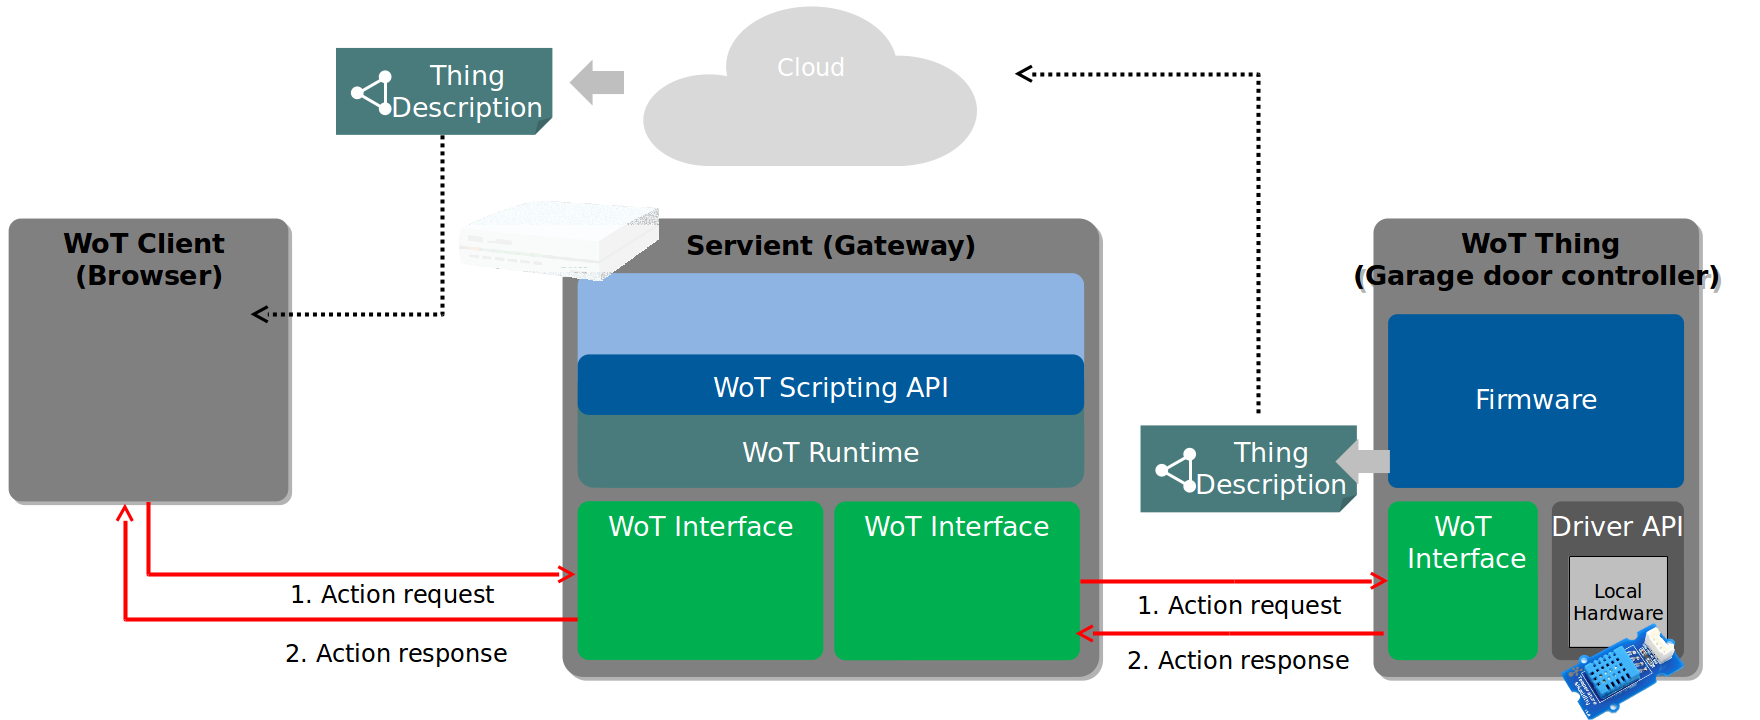 Cloud
Thing
Description
WoT Client
(Browser)
Servient (Gateway)
WoT Thing
(Garage door controller)
WoT Scripting API
WoT Runtime
Firmware
Thing
Description
WoT Interface
WoT Interface
WoT
Interface
Driver API
Local
Hardware
1. Action request
2. Action response
1. Action request
2. Action response